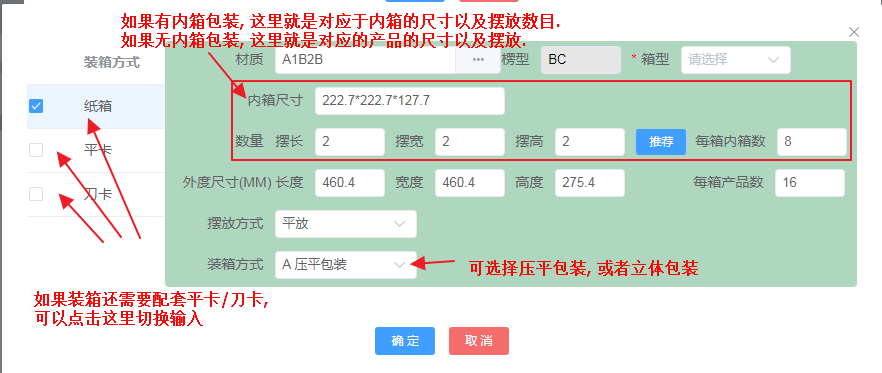 如果有内箱包装, 这里就是对应于内箱的尺寸以及摆放数目.
如果无内箱包装, 这里就是对应的产品的尺寸以及摆放.
装箱方式
材质 A1B2B ··· 楞型 BC * 箱型 请选择
纸箱
内箱尺寸 222.7*222.7*127.7
数量 摆长 2 摆宽 2 摆高 2 推荐 每箱内箱数 8
平卡
外度尺寸(MM) 长度 460.4 宽度 460.4 高度 275.4 每箱产品数 16
刀卡
摆放方式 平放
装箱方式 A 压平包装
可选择压平包装, 或者立体包装
如果装箱还需要配套平卡/刀卡,
可以点击这里切换输入
确 定 取 消